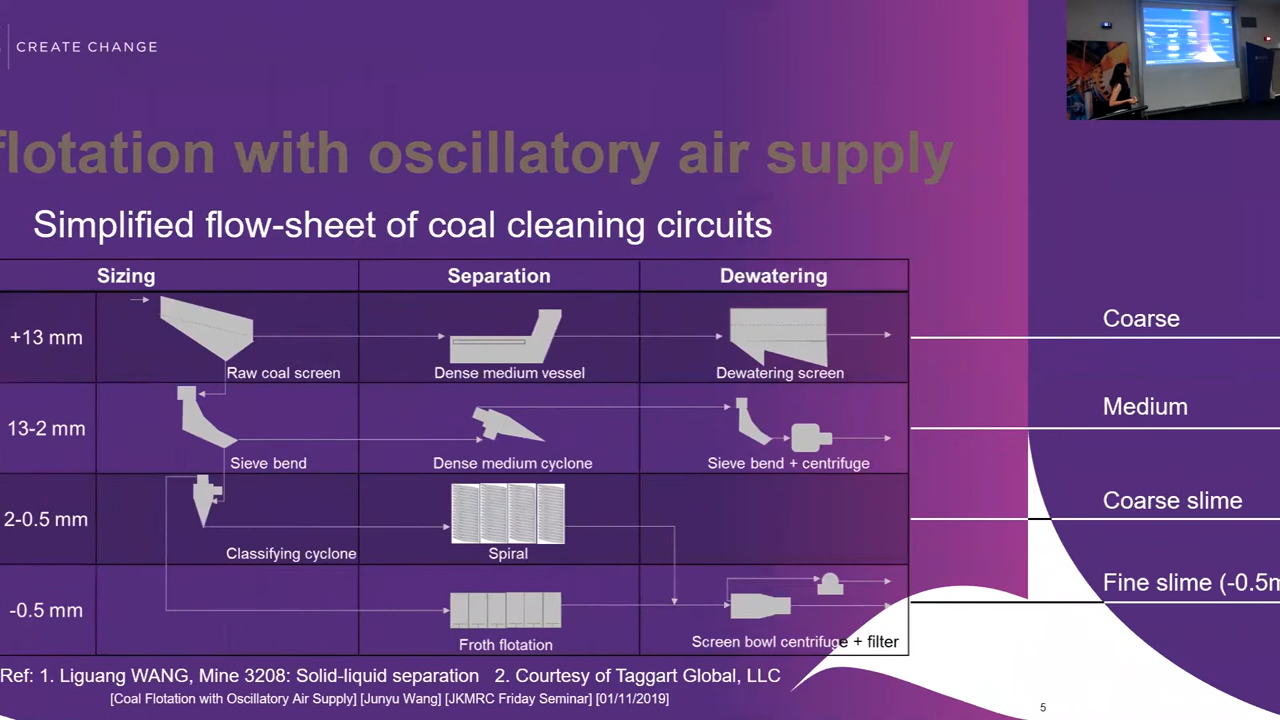 CREATE CHANGE
flotation with oscillatory air supply
Simplified flow-sheet of coal cleaning circuits
Sizing Separation Dewatering
+13 mm
Raw coal screen Dense medium vessel Dewatering screen
Coarse
13-2 mm
Sieve bend Dense medium cyclone Sieve bend + centrifuge
Medium
2-0.5 mm
Classifying cyclone Spiral
Coarse slime
-0.5 mm
Froth flotation Screen bowl centrifuge + filter
Fine slime (-0.5m
Ref: 1. Liguang WANG, Mine 3208: Solid-liquid separation 2. Courtesy of Taggart Global, LLC
[Coal Flotation with Oscillatory Air Supply] [Junyu Wang] [JKMRC Friday Seminar] [01/11/2019]
5